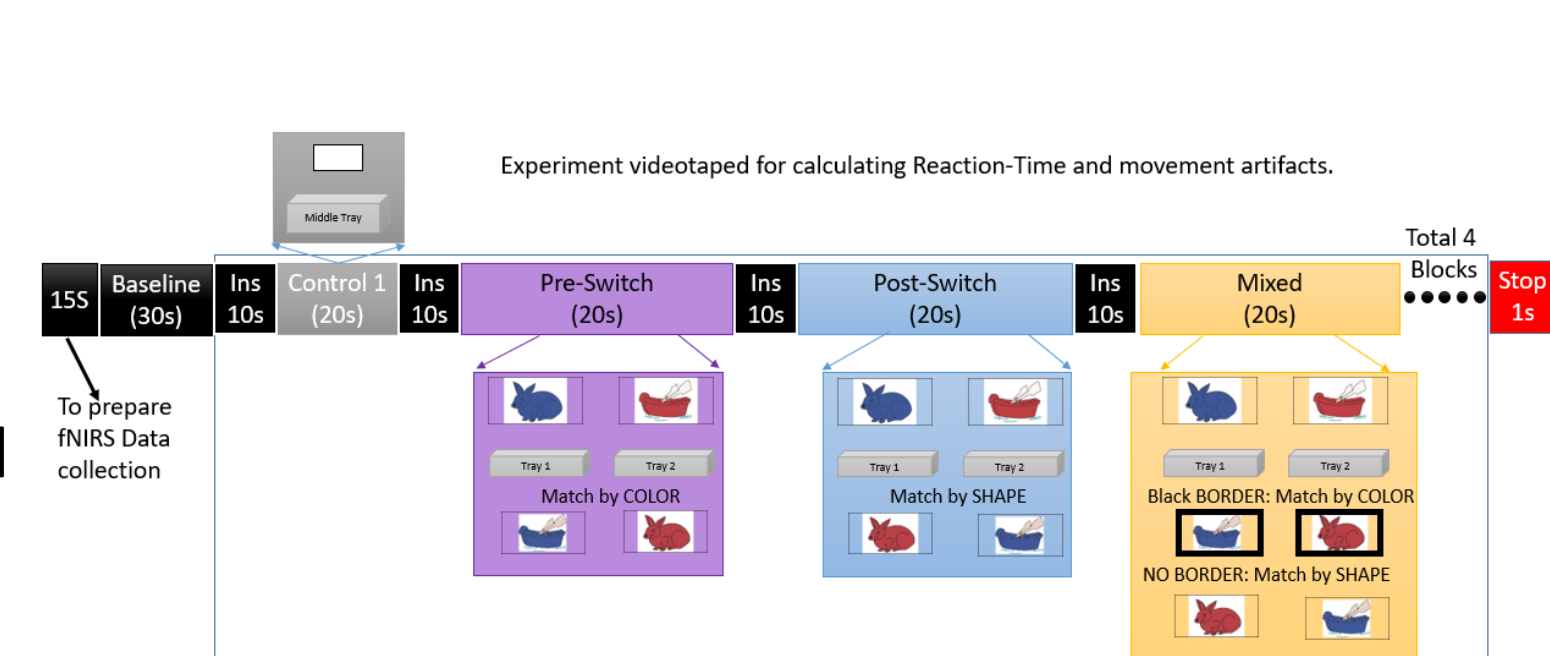 Experiment videotaped for calculating Reaction-Time and movement artifacts.
Middle Tray
Total 4
Blocks
15S
Baseline
(30s)
Ins
10s
Control 1
(20s)
Ins
10s
Pre-Switch
(20s)
Ins
10s
Post-Switch
(20s)
Ins
10s
Mixed
(20s)
Stop
1s
To prepare
fNIRS Data
collection
Tray 1
Tray 2
Match by COLOR
Tray 1
Tray 2
Match by SHAPE
Tray 1
Tray 2
Black BORDER: Match by COLOR
NO BORDER: Match by SHAPE